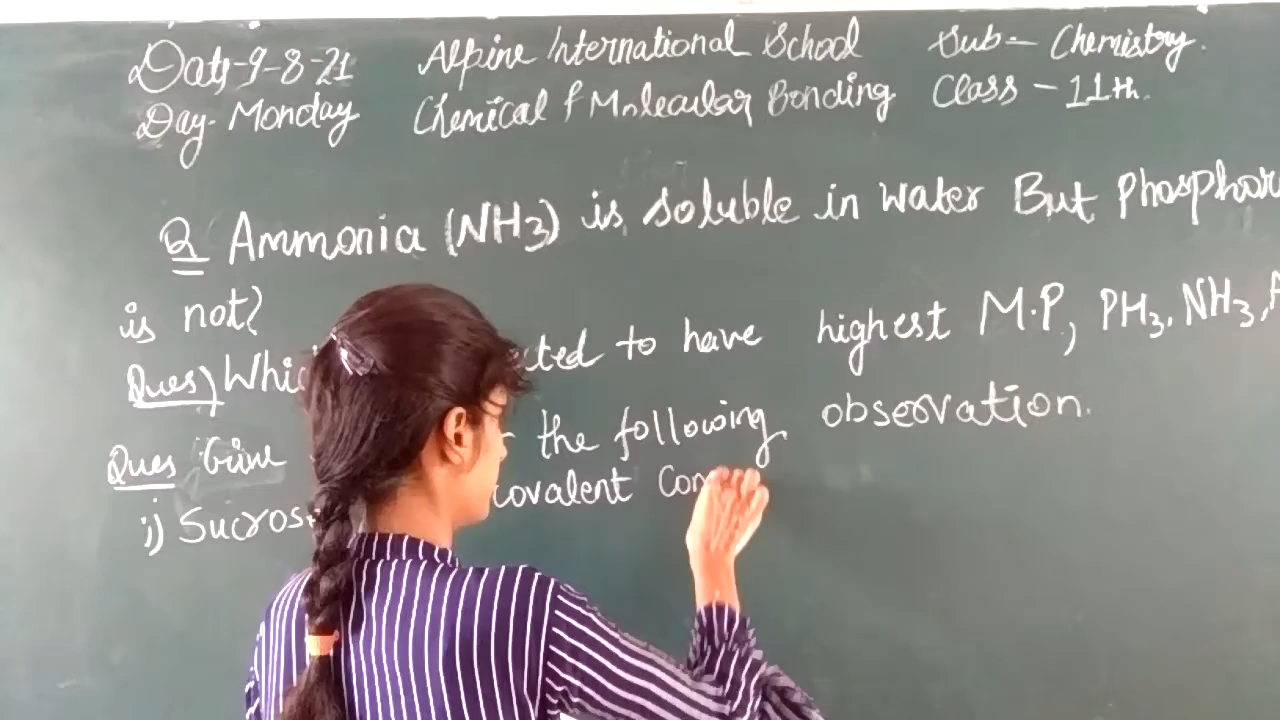 Date-9-8-21 Alpine International School Sub- Chemistry.
Day- Monday Chemical & Molecular Bonding Class - 11th.
Q Ammonia (NH3) is soluble in water But Phosphor
is not?
Ques) Whic cted to have highest M.P, PH3, NH3, A
Ques Give the following observation.
i) Sucros covalent Com